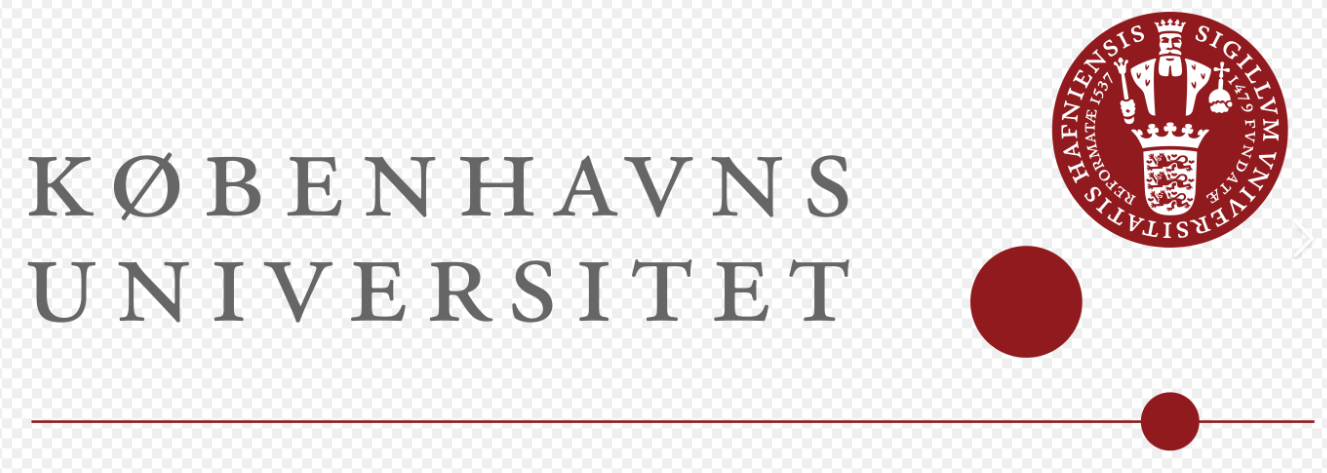 KØBENHAVNS
UNIVERSITET
SIGILLVM VNIVERSITATIS HAFNIENSIS
1479 FVNDATÆ
REFORMATÆ 1537